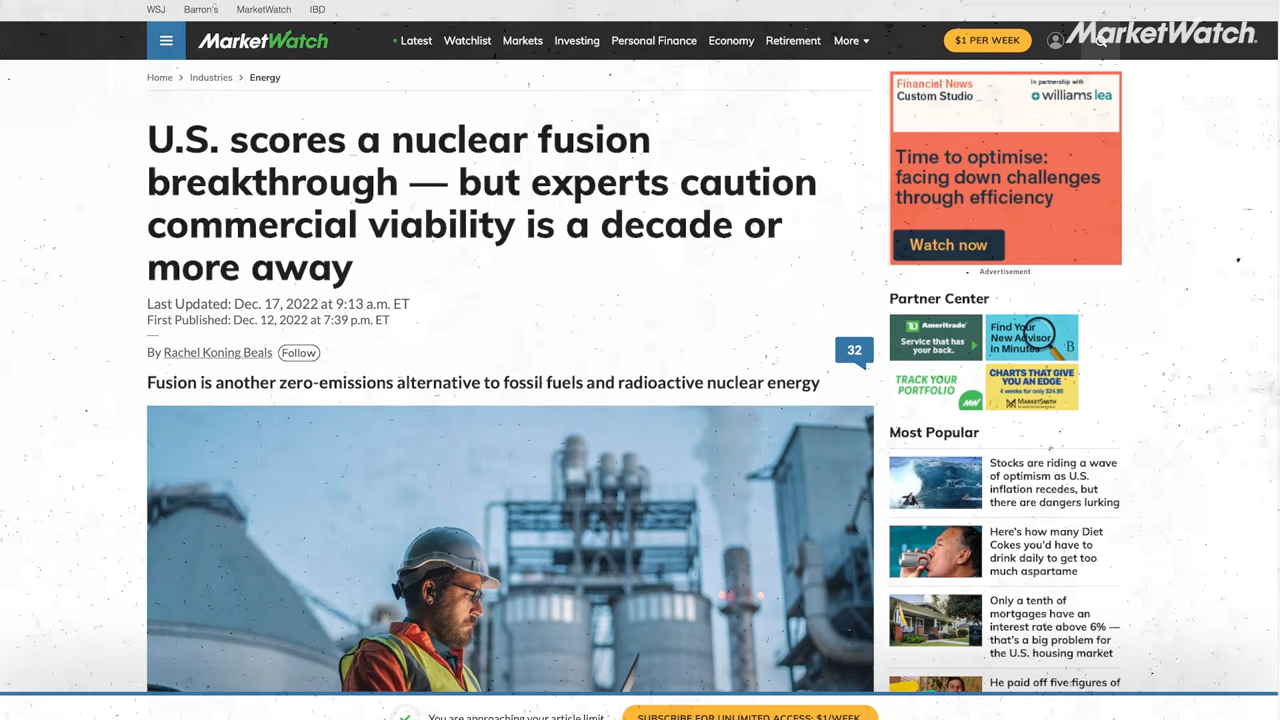 WSJ Barron's MarketWatch IBD
MarketWatch
Latest Watchlist Markets Investing Personal Finance Economy Retirement More
$1 PER WEEK
MarketWatch
Home > Industries > Energy
U.S. scores a nuclear fusion
breakthrough — but experts caution
commercial viability is a decade or
more away
Last Updated: Dec. 17, 2022 at 9:13 a.m. ET
First Published: Dec. 12, 2022 at 7:39 p.m. ET
By Rachel Koning Beals Follow
32
Fusion is another zero-emissions alternative to fossil fuels and radioactive nuclear energy
Financial News
Custom Studio
In partnership with
williams lea
Time to optimise:
facing down challenges
through efficiency
Watch now
Advertisement
Partner Center
TD Ameritrade
Service that has
your back.
Find Your
New Advisor
in Minutes
B
TRACK YOUR
PORTFOLIO
MW
CHARTS THAT GIVE
YOU AN EDGE
4 weeks for only $24.95
MARKETSMITH
Most Popular
Stocks are riding a wave
of optimism as U.S.
inflation recedes, but
there are dangers lurking
Here's how many Diet
Cokes you'd have to
drink daily to get too
much aspartame
Only a tenth of
mortgages have an
interest rate above 6% —
that's a big problem for
the U.S. housing market
He paid off five figures of
You are approaching your article limit
SUBSCRIBE FOR UNLIMITED ACCESS: $1/WEEK